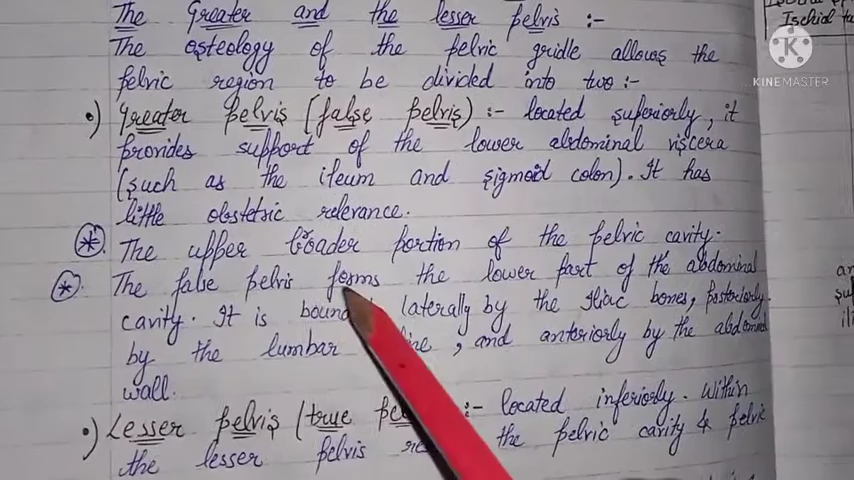 The Greater and the lesser pelvis :-
The osteology of the pelvic gridle allows the
pelvic region to be divided into two :-
•) Greater pelvis (false pelvis) :- located superiorly, it
provides support of the lower abdominal viscera
(such as the ileum and sigmoid colon). It has
little obstetric relevance.
* The upper broader portion of the pelvic cavity.
* The false pelvis forms the lower part of the abdominal
cavity. It is laterally by the Iliac bones, posteriorly
by the lumbar , and anteriorly by the
wall.
•) Lesser pelvis (true :- located inferiorly. Within
the lesser pelvis the pelvic cavity & pelvic
Ischial
KINEMASTER